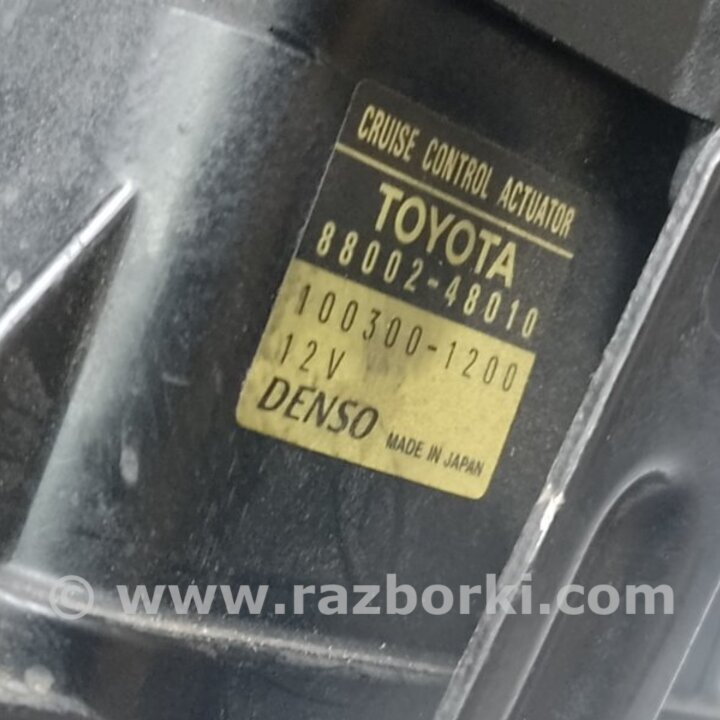 CRUISE CONTROL ACTUATOR
TOYOTA
88002-48010
100300-1200
12V
DENSO MADE IN JAPAN
© www.razborki.com